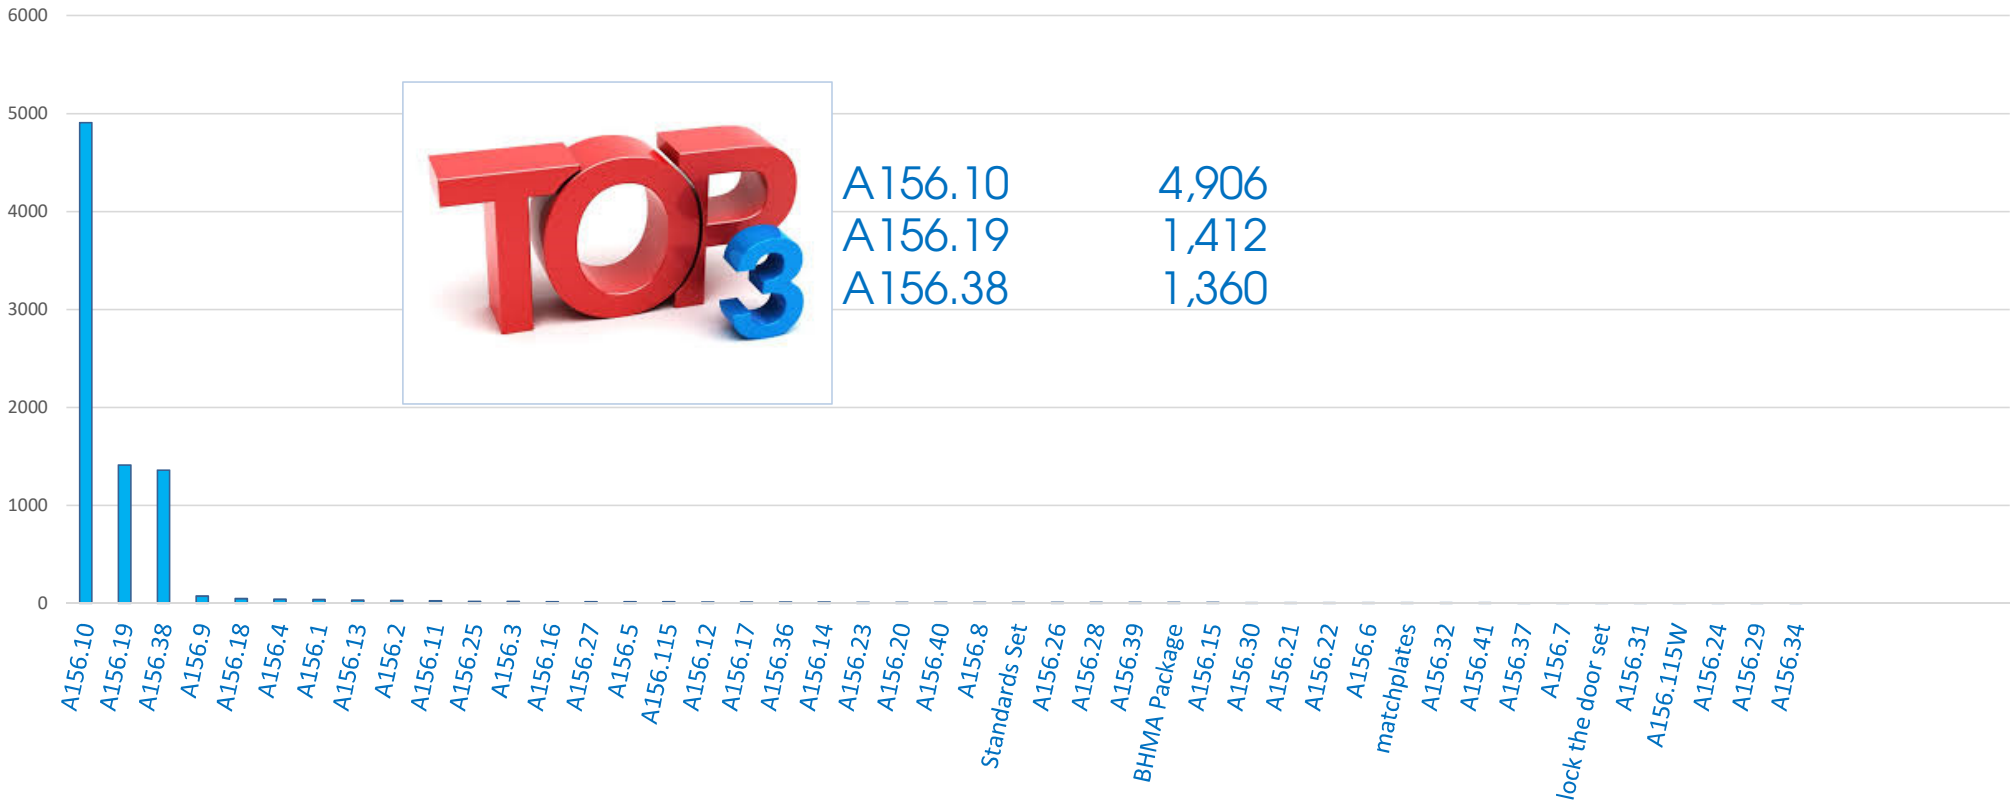 6000
5000
4000
3000
2000
1000
0
TOP
3
A156.10 4,906
A156.19 1,412
A156.38 1,360
A156.10
A156.19
A156.38
A156.9
A156.18
A156.4
A156.1
A156.13
A156.2
A156.11
A156.25
A156.3
A156.16
A156.27
A156.5
A156.115
A156.12
A156.17
A156.36
A156.14
A156.23
A156.20
A156.40
A156.8
Standards Set
A156.26
A156.28
A156.39
BHMA Package
A156.15
A156.30
A156.21
A156.22
A156.6
matchplates
A156.32
A156.41
A156.37
A156.7
lock the door set
A156.31
A156.115W
A156.24
A156.29
A156.34